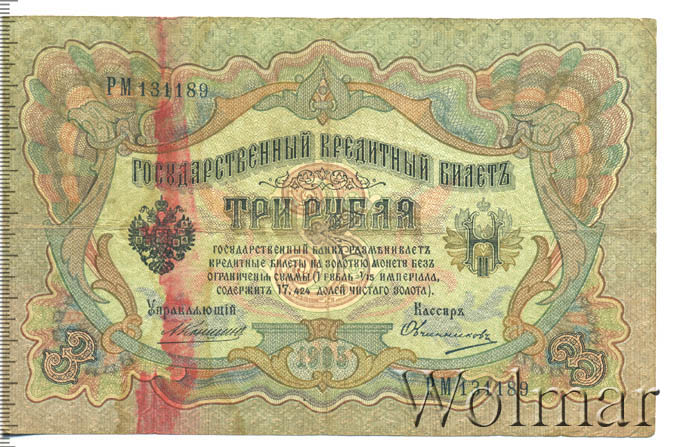 РМ 131189
ГОСУДАРСТВЕННЫЙ КРЕДИТНЫЙ БИЛЕТЪ
ТРИ РУБЛЯ
ГОСУДАРСТВЕННЫЙ БАНКЪ РАЗМѢНИВАЕТЪ
КРЕДИТНЫЕ БИЛЕТЫ НА ЗОЛОТУЮ МОНЕТУ БЕЗЪ
ОГРАНИЧЕНІЯ СУММЫ (1 РУБЛЬ = 1/15 ИМПЕРІАЛА,
СОДЕРЖИТЪ 17,424 ДОЛЕЙ ЧИСТАГО ЗОЛОТА).
Н
II
Управляющій
Кассиръ
Овчинниковъ
1905
3
3
РМ 131189
Wolmar